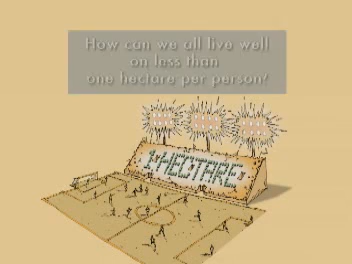 How can we all live well
on less than
one hectare per person?
1 HECTARE